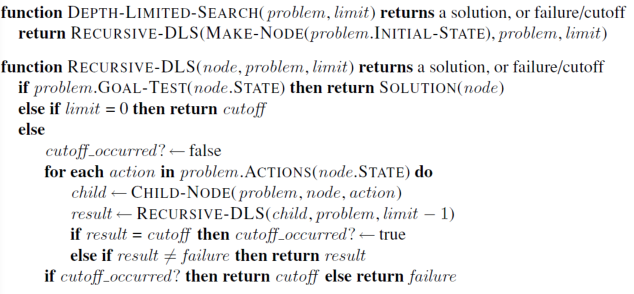 function DEPTH-LIMITED-SEARCH(problem, limit) returns a solution, or failure/cutoff
return RECURSIVE-DLS(MAKE-NODE(problem.INITIAL-STATE), problem, limit)
function RECURSIVE-DLS(node, problem, limit) returns a solution, or failure/cutoff
if problem.GOAL-TEST(node.STATE) then return SOLUTION(node)
else if limit = 0 then return cutoff
else
cutoff_occurred? ← false
for each action in problem.ACTIONS(node.STATE) do
child ← CHILD-NODE(problem, node, action)
result ← RECURSIVE-DLS(child, problem, limit − 1)
if result = cutoff then cutoff_occurred? ← true
else if result ≠ failure then return result
if cutoff_occurred? then return cutoff else return failure